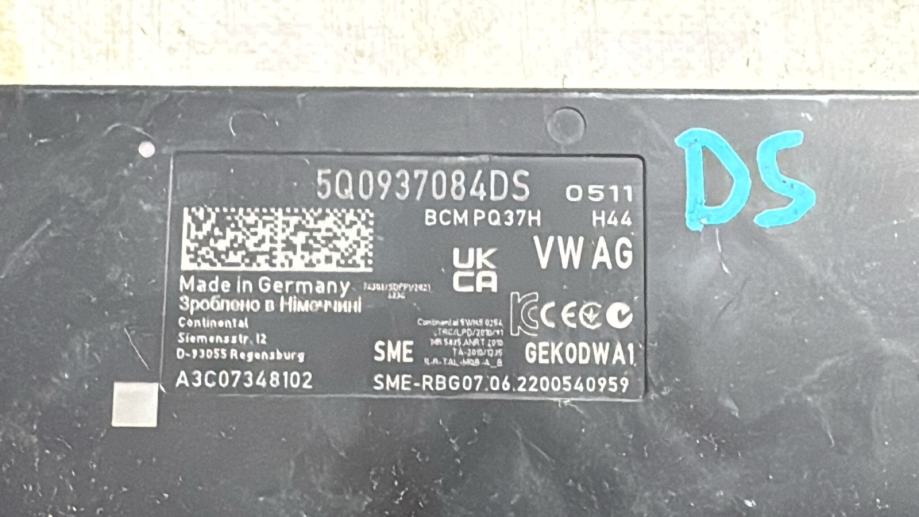 5Q0937084DS 0511
BCM PQ37H H44
VW AG
UK
CA
Made in Germany
Зроблено в Німеччині
Continental
Siemensstr. 12
D-93055 Regensburg
SME
GEKODWA1
A3C07348102 SME-RBG07.06.2200540959
DS